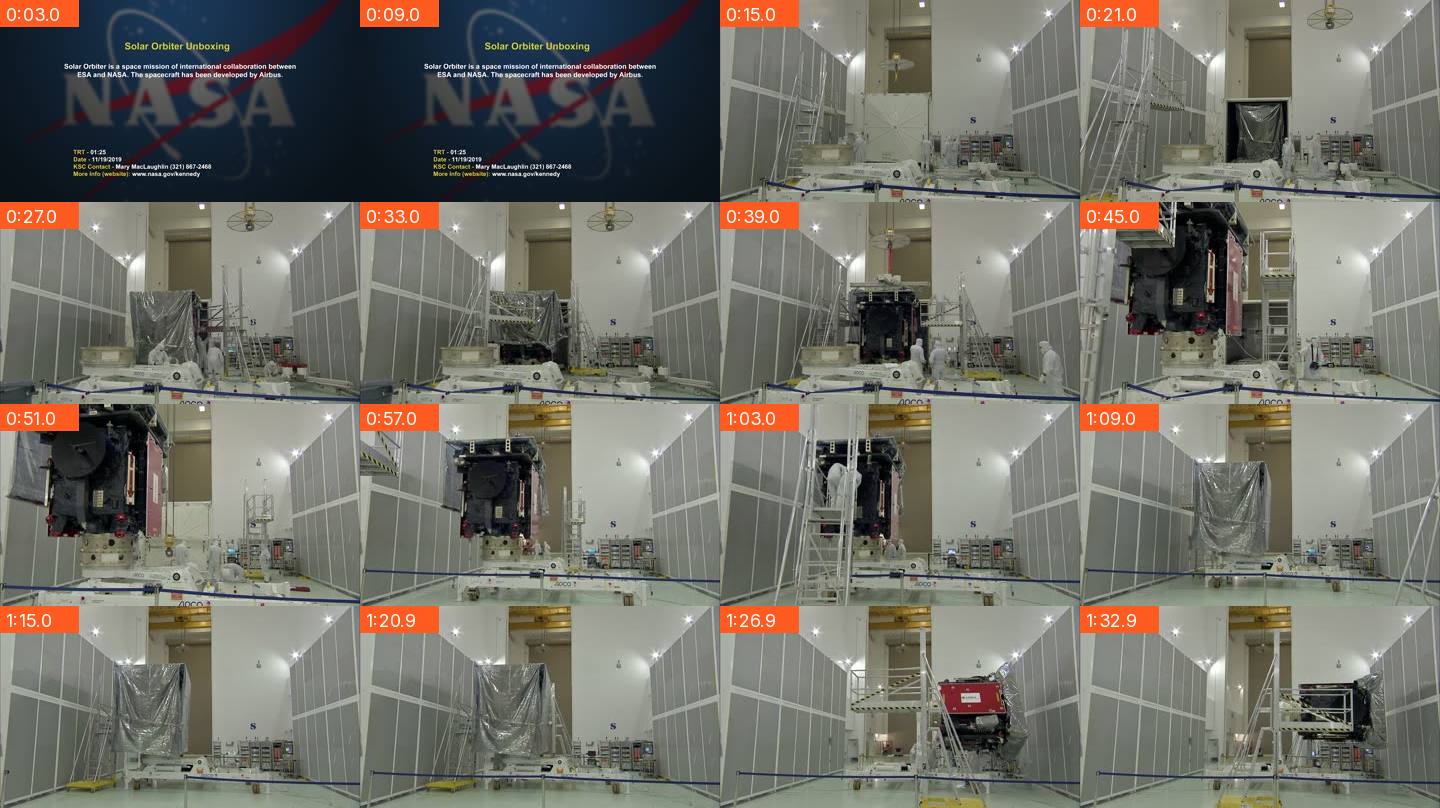 0:03.0
NASA
Solar Orbiter Unboxing
Solar Orbiter is a space mission of international collaboration between
ESA and NASA. The spacecraft has been developed by Airbus.
TRT - 01:25
Date - 11/19/2019
KSC Contact - Mary MacLaughlin (321) 867-2468
More Info (website): www.nasa.gov/kennedy
0:09.0
NASA
Solar Orbiter Unboxing
Solar Orbiter is a space mission of international collaboration between
ESA and NASA. The spacecraft has been developed by Airbus.
TRT - 01:25
Date - 11/19/2019
KSC Contact - Mary MacLaughlin (321) 867-2468
More Info (website): www.nasa.gov/kennedy
0:15.0
0:21.0
0:27.0
S
0:33.0
S
0:39.0
S
0:45.0
S
0:51.0
0:57.0
S
1:03.0
S
1:09.0
S
1:15.0
S
1:20.9
S
1:26.9
1:32.9
S